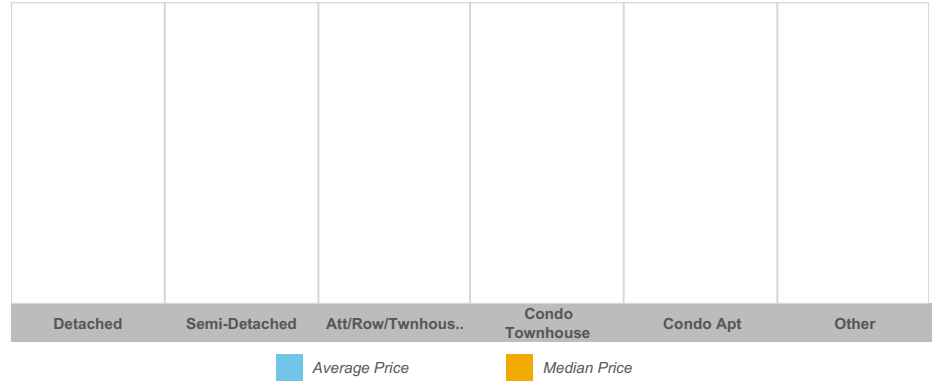 Detached
Semi-Detached
Att/Row/Twnhous..
Condo
Townhouse
Condo Apt
Other
Average Price
Median Price